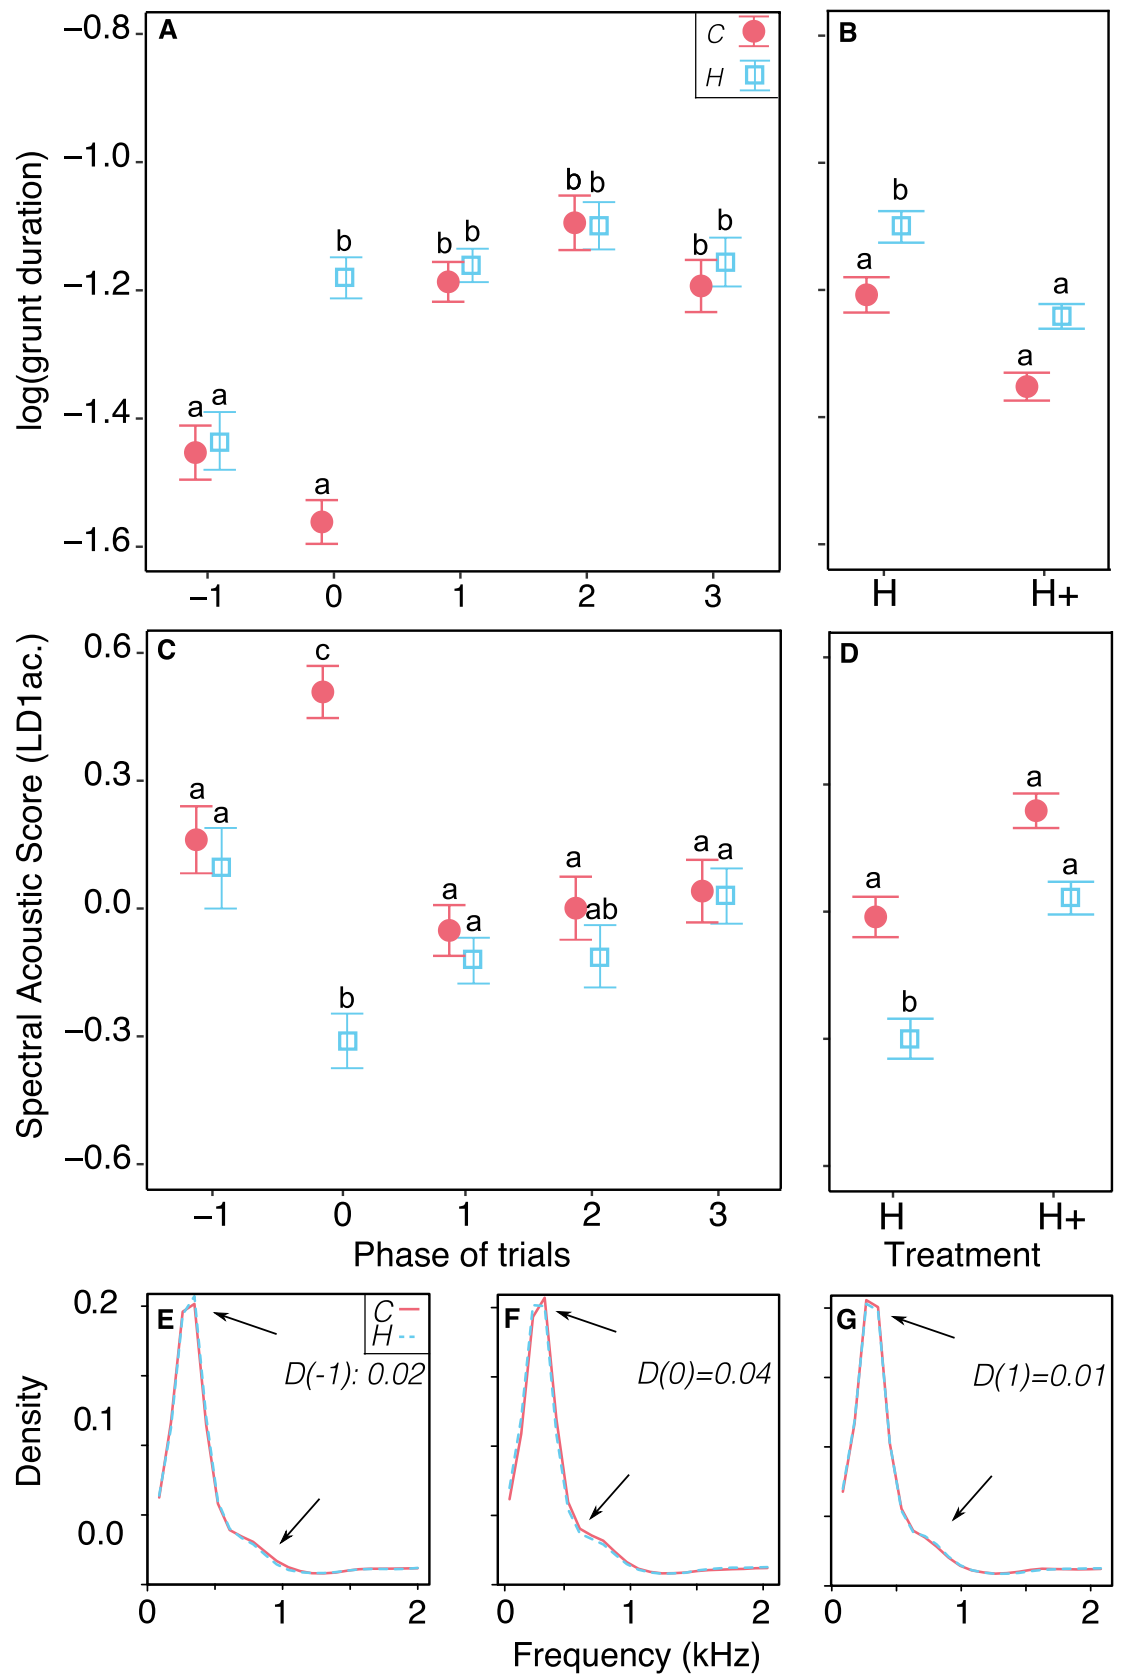 A
C
H
log(grunt duration)
−0.8
−1.0
−1.2
−1.4
−1.6
a a
a
b
b b
b b
b b
−1 0 1 2 3
B
a b
a a
H H+
C
Spectral Acoustic Score (LD1ac.)
0.6
0.3
0.0
−0.3
−0.6
a a
c
b
a a
a ab
a a
−1 0 1 2 3
Phase of trials
D
a b
a a
H H+
Treatment
E
C
H
D(-1): 0.02
Density
0.2
0.1
0.0
0 1 2
F
D(0)=0.04
0 1 2
G
D(1)=0.01
0 1 2
Frequency (kHz)